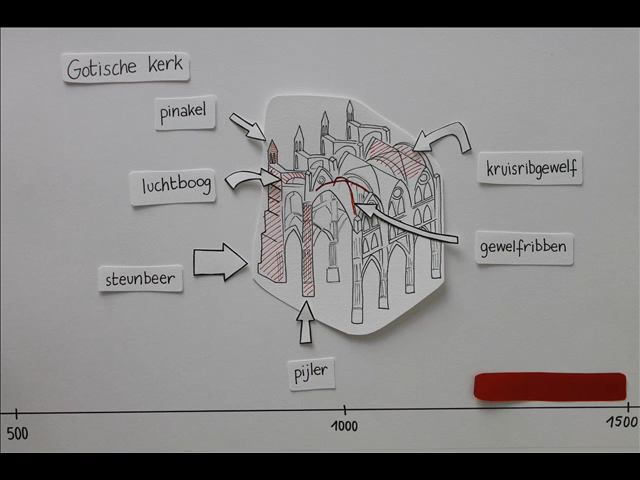 Gotische kerk
pinakel
luchtboog
kruisribgewelf
gewelfribben
steunbeer
pijler
500
1000
1500